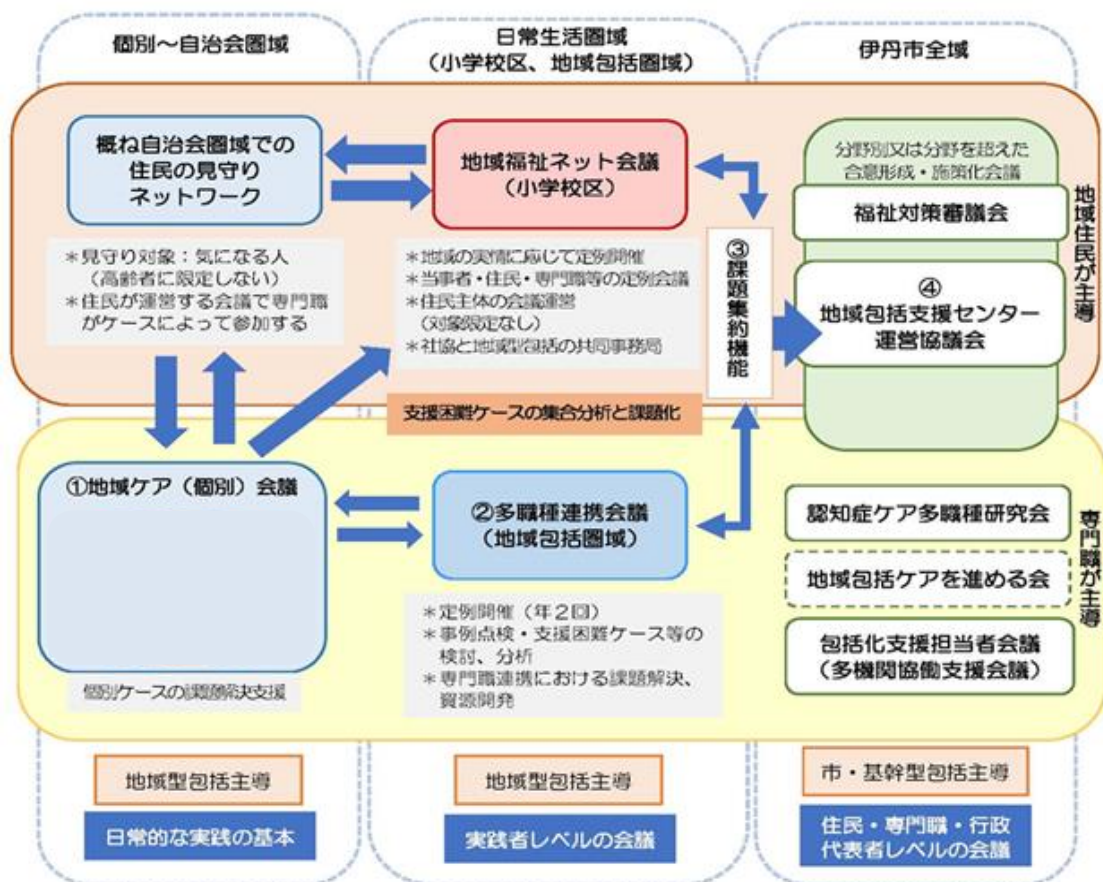 個別～自治会圏域
日常生活圏域
（小学校区、地域包括圏域）
伊丹市全域
概ね自治会圏域での
住民の見守り
ネットワーク
＊見守り対象：気になる人
（高齢者に限定しない）
＊住民が運営する会議で専門職
がケースによって参加する
地域福祉ネット会議
（小学校区）
＊地域の実情に応じて定例開催
＊当事者・住民・専門職等の定例会議
＊住民主体の会議運営
（対象限定なし）
＊社協と地域型包括の共同事務局
③課題集約機能
分野別又は分野を超えた
合意形成・施策化会議
福祉対策審議会
④
地域包括支援センター
運営協議会
地域住民が主導
支援困難ケースの集合分析と課題化
①地域ケア（個別）会議
個別ケースの課題解決支援
②多職種連携会議
（地域包括圏域）
＊定例開催（年２回）
＊事例点検・支援困難ケース等の
検討、分析
＊専門職連携における課題解決、
資源開発
認知症ケア多職種研究会
地域包括ケアを進める会
包括化支援担当者会議
（多機関協働支援会議）
専門職が主導
地域型包括主導
日常的な実践の基本
地域型包括主導
実践者レベルの会議
市・基幹型包括主導
住民・専門職・行政
代表者レベルの会議